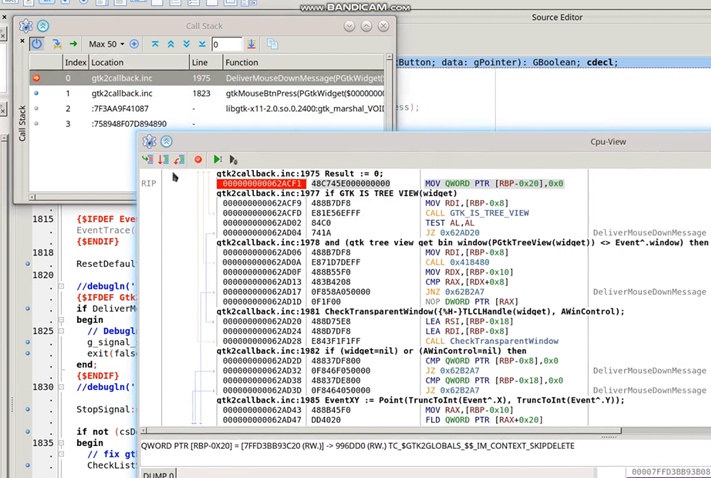 www.BANDICAM.com
Source Editor
Call Stack
Max 50
0
Index Location Line Function
0 gtk2callback.inc 1975 DeliverMouseDownMessage(PGtkWidget(
1 gtk2callback.inc 1823 gtkMouseBtnPress(PGtkWidget($00000000
2 :7F3AA9F41087 libgtk-x11-2.0.so.0.2400:gtk_marshal_VOID
3 :758948F07D894890
Call Stack
Button; data: gPointer): GBoolean; cdecl;
ess);
Cpu-View
RIP
gtk2callback.inc:1975 Result := 0;
000000000062ACF1 48C745E000000000 MOV QWORD PTR [RBP-0x20],0x0
gtk2callback.inc:1977 if GTK IS TREE VIEW(widget)
000000000062ACF9 488B7DF8 MOV RDI,[RBP-0x8]
000000000062ACFD E81E56EFFF CALL GTK_IS_TREE_VIEW
000000000062AD02 84C0 TEST AL,AL
000000000062AD04 741A JZ 0x62AD20 DeliverMouseDownMessage
gtk2callback.inc:1978 and (gtk tree view get bin window(PGtkTreeView(widget)) <> Event^.window) then
000000000062AD06 488B7DF8 MOV RDI,[RBP-0x8]
000000000062AD0A E871D7DEFF CALL 0x418480
000000000062AD0F 488B55F0 MOV RDX,[RBP-0x10]
000000000062AD13 483B4208 CMP RAX,[RDX+0x8]
000000000062AD17 0F858A050000 JNZ 0x62B2A7 DeliverMouseDownMessage
000000000062AD1D 0F1F00 NOP DWORD PTR [RAX]
gtk2callback.inc:1981 CheckTransparentWindow({%H-}TLCLHandle(widget), AWinControl);
000000000062AD20 488D75E8 LEA RSI,[RBP-0x18]
000000000062AD24 488D7DF8 LEA RDI,[RBP-0x8]
000000000062AD28 E843F1F1FF CALL CheckTransparentWindow
gtk2callback.inc:1982 if (widget=nil) or (AWinControl=nil) then
000000000062AD2D 48837DF800 CMP QWORD PTR [RBP-0x8],0x0
000000000062AD32 0F846F050000 JZ 0x62B2A7 DeliverMouseDownMessage
000000000062AD38 48837DE800 CMP QWORD PTR [RBP-0x18],0x0
000000000062AD3D 0F8464050000 JZ 0x62B2A7 DeliverMouseDownMessage
gtk2callback.inc:1985 EventXY := Point(TruncToInt(Event^.X), TruncToInt(Event^.Y));
000000000062AD43 488B45F0 MOV RAX,[RBP-0x10]
000000000062AD47 DD4020 FLD QWORD PTR [RAX+0x20]
QWORD PTR [RBP-0X20] = [7FFD3BB93C20 (RW.)] -> 996DD0 (RW.) TC_$GTK2GLOBALS_$$_IM_CONTEXT_SKIPDELETE
DUMP 0
00007FFD3BB93
1815 {$IFDEF Even
EventTrace(
{$ENDIF}
1818
ResetDefaul
1820
//debugln('
{$IFDEF Gtk
if DeliverM
begin
1825 // Debugln
g_signal_
exit(false
end;
{$ENDIF}
1830 //debugln('
StopSignal:
if not (csD
1835 begin
// fix gt
CheckList